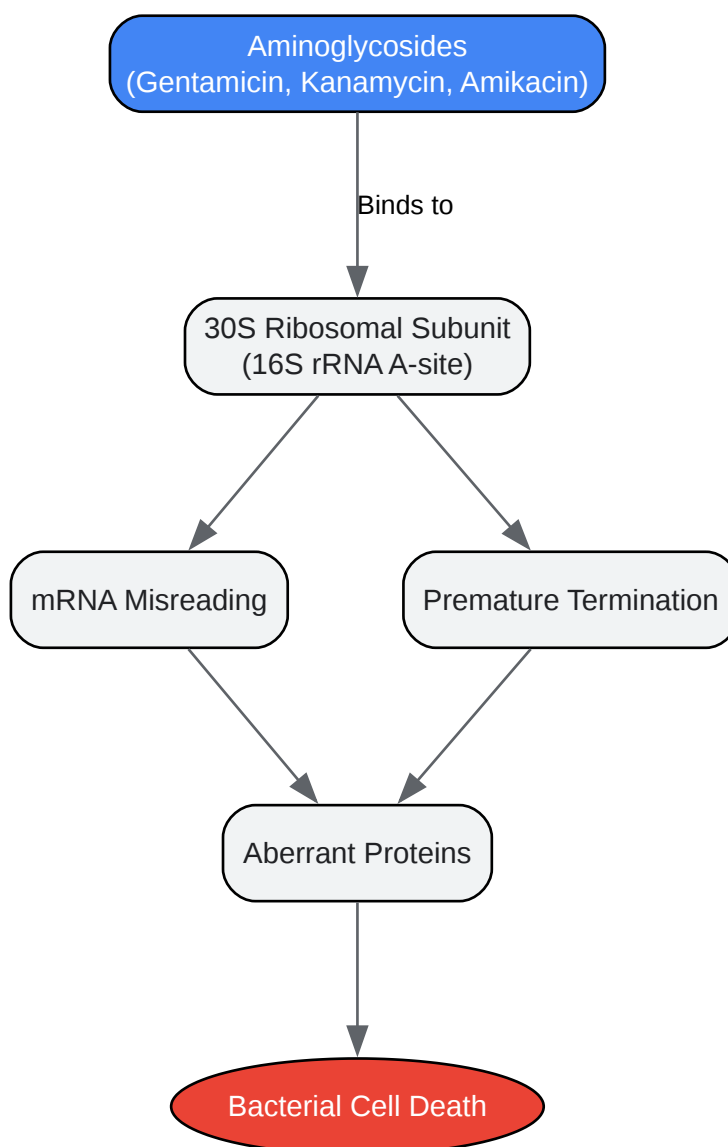 Aminoglycosides
(Gentamicin, Kanamycin, Amikacin)
Binds to
30S Ribosomal Subunit
(16S rRNA A-site)
mRNA Misreading
Premature Termination
Aberrant Proteins
Bacterial Cell Death